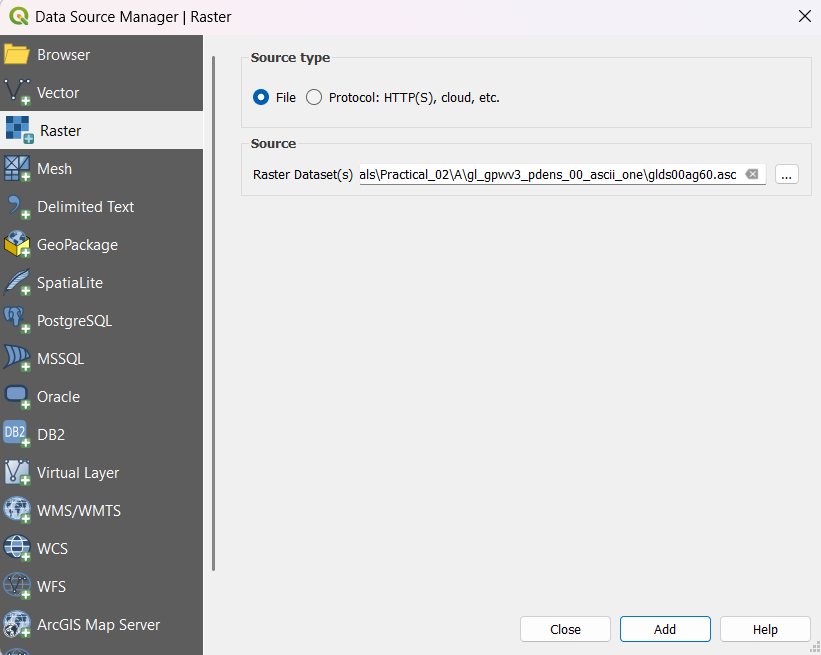 Data Source Manager | Raster
Browser
Vector
Raster
Mesh
Delimited Text
GeoPackage
SpatiaLite
PostgreSQL
MSSQL
Oracle
DB2
DB2
Virtual Layer
WMS/WMTS
WCS
WFS
ArcGIS Map Server
Source type
File
Protocol: HTTP(S), cloud, etc.
Source
Raster Dataset(s) als\Practical_02\A\gl_gpwv3_pdens_00_ascii_one\glds00ag60.asc ...
Close Add Help